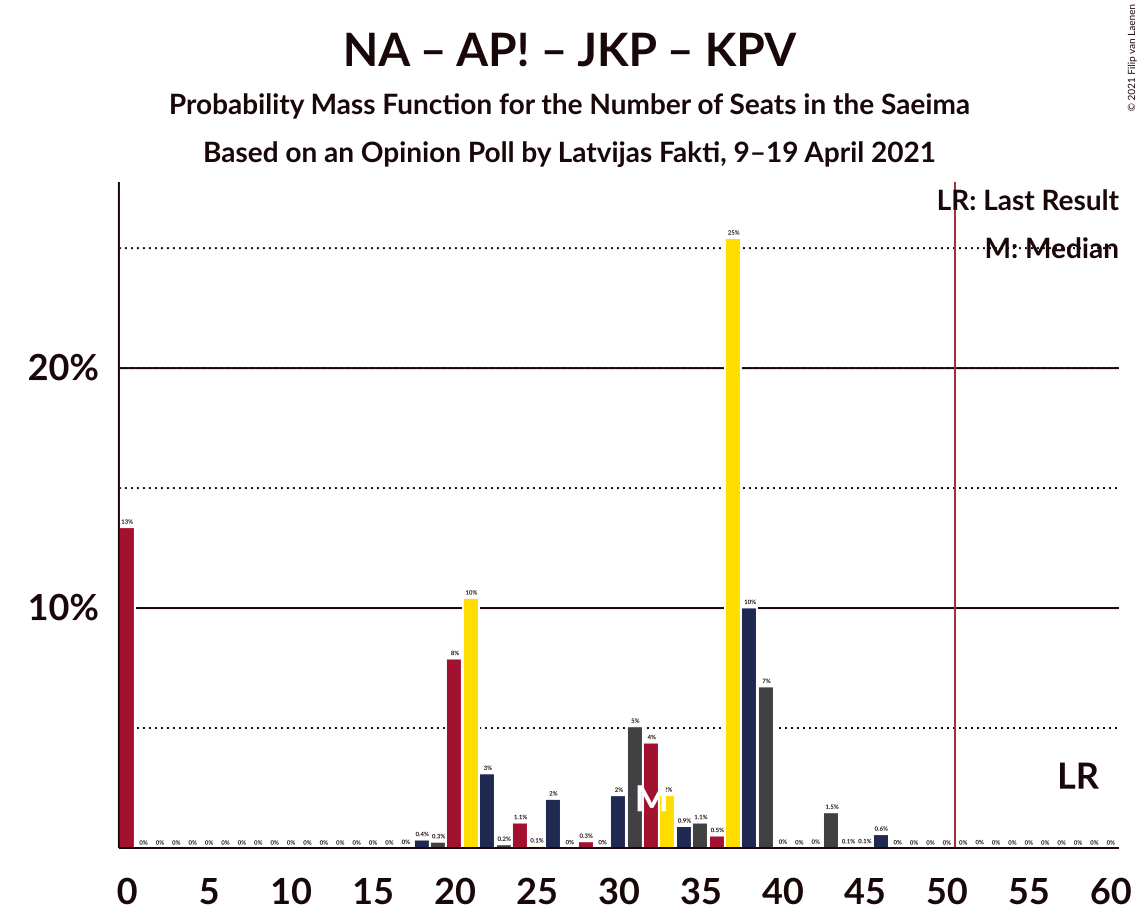 NA – AP! – JKP – KPV
Probability Mass Function for the Number of Seats in the Saeima
Based on an Opinion Poll by Latvijas Fakti, 9–19 April 2021
© 2021 Filip van Laenen
LR: Last Result
M: Median
20%
10%
13% 0% 0% 0% 0% 0% 0% 0% 0% 0% 0% 0% 0% 0% 0% 0% 0% 0% 0.4% 0.3% 8% 10% 3% 0.2% 1.1% 0.1% 2% 0% 0.3% 0% 2% 5% 4% 2% 0.9% 1.1% 0.5% 25% 10% 7% 0% 0% 0% 1.5% 0.1% 0.1% 0.6% 0% 0% 0% 0% 0% 0% 0% 0% 0% 0% 0% 0% 0% 0%
M
LR
0 5 10 15 20 25 30 35 40 45 50 55 60